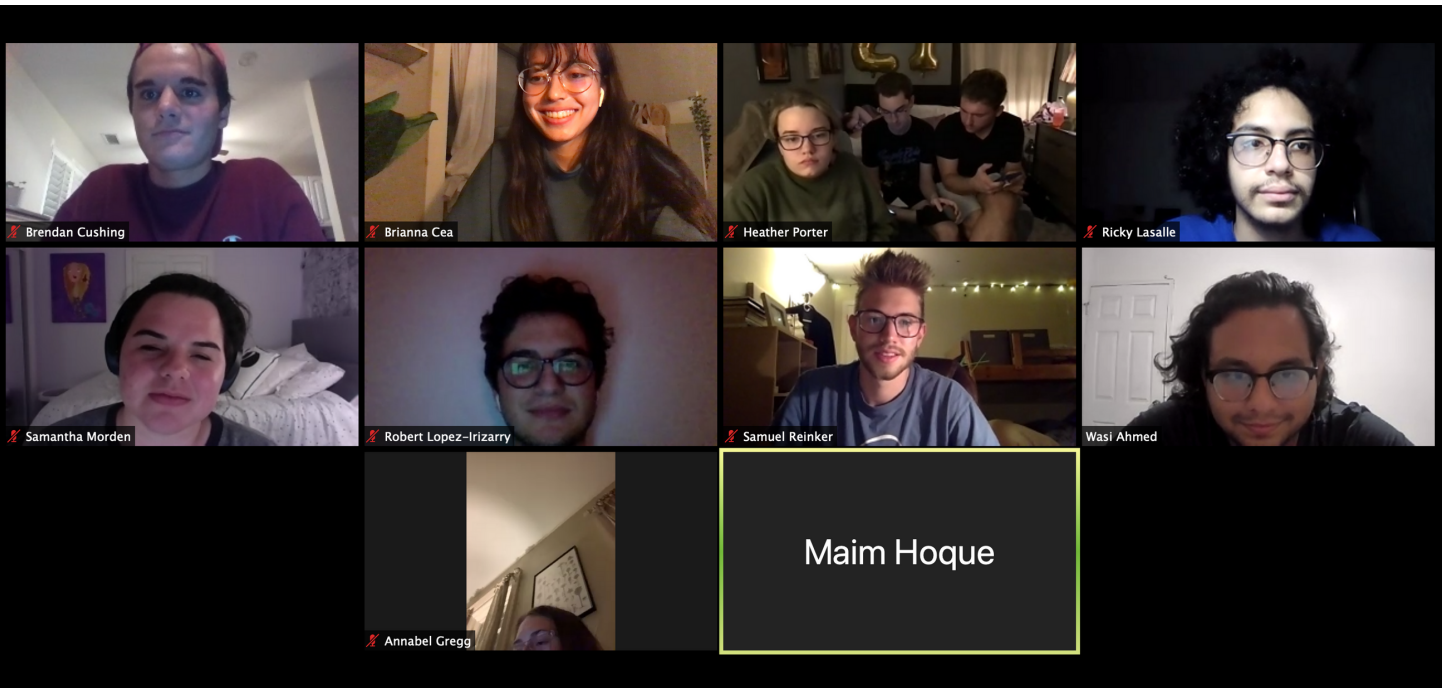 Brendan Cushing
Brianna Cea
Heather Porter
Ricky Lasalle
Samantha Morden
Robert Lopez-Irizarry
Samuel Reinker
Wasi Ahmed
Annabel Gregg
Maim Hoque